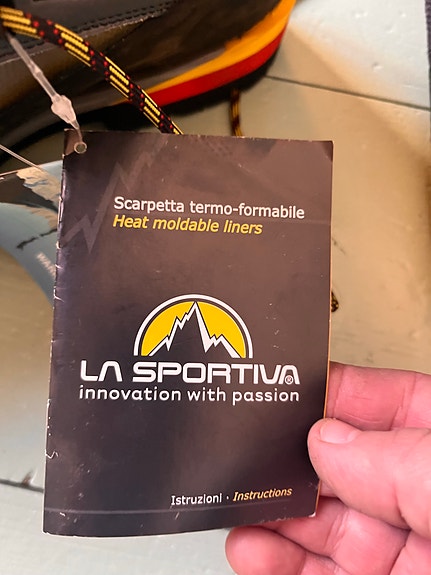 Scarpetta termo-formabile
Heat moldable liners
LA SPORTIVA®
innovation with passion
Istruzioni · Instructions